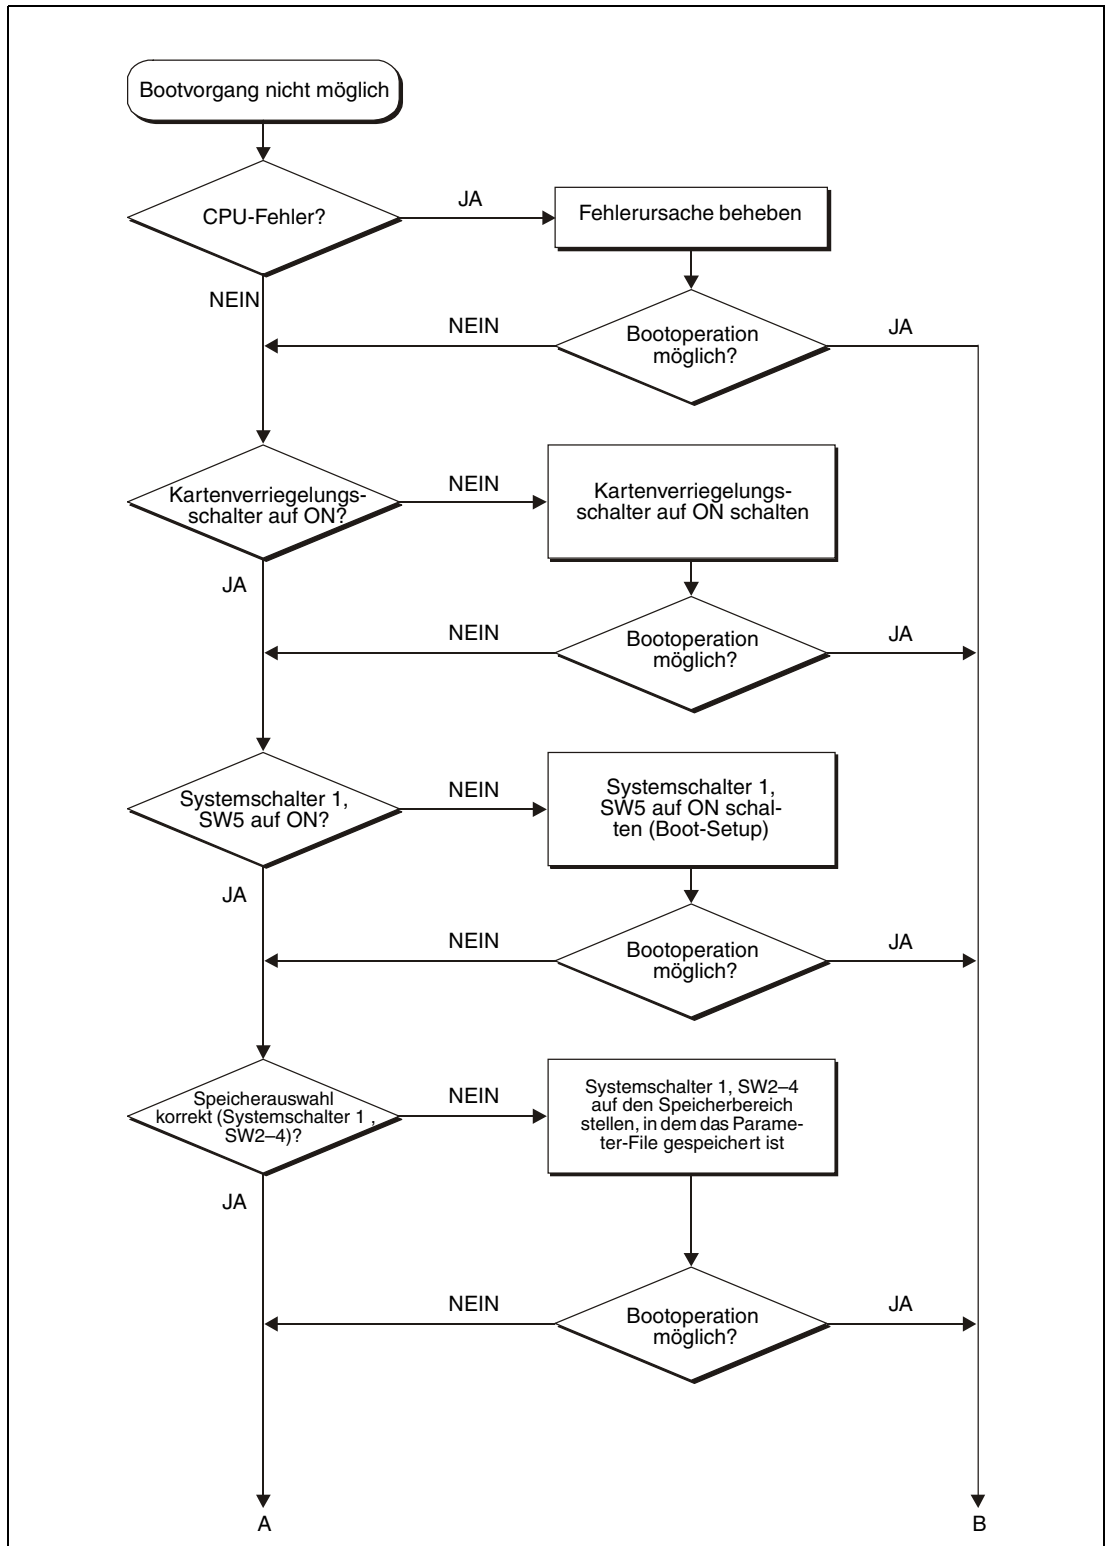 Bootvorgang nicht möglich
CPU-Fehler?
JA
Fehlerursache beheben
NEIN
NEIN
Bootoperation
möglich?
JA
Kartenverriegelungs-
schalter auf ON?
NEIN
Kartenverriegelungs-
schalter auf ON schalten
JA
NEIN
Bootoperation
möglich?
JA
Systemschalter 1,
SW5 auf ON?
NEIN
Systemschalter 1,
SW5 auf ON schal-
ten (Boot-Setup)
JA
NEIN
Bootoperation
möglich?
JA
Speicherauswahl
korrekt (Systemschalter 1 ,
SW2–4)?
NEIN
Systemschalter 1, SW2–4
auf den Speicherbereich
stellen, in dem das Parame-
ter-File gespeichert ist
JA
NEIN
Bootoperation
möglich?
JA
A
B